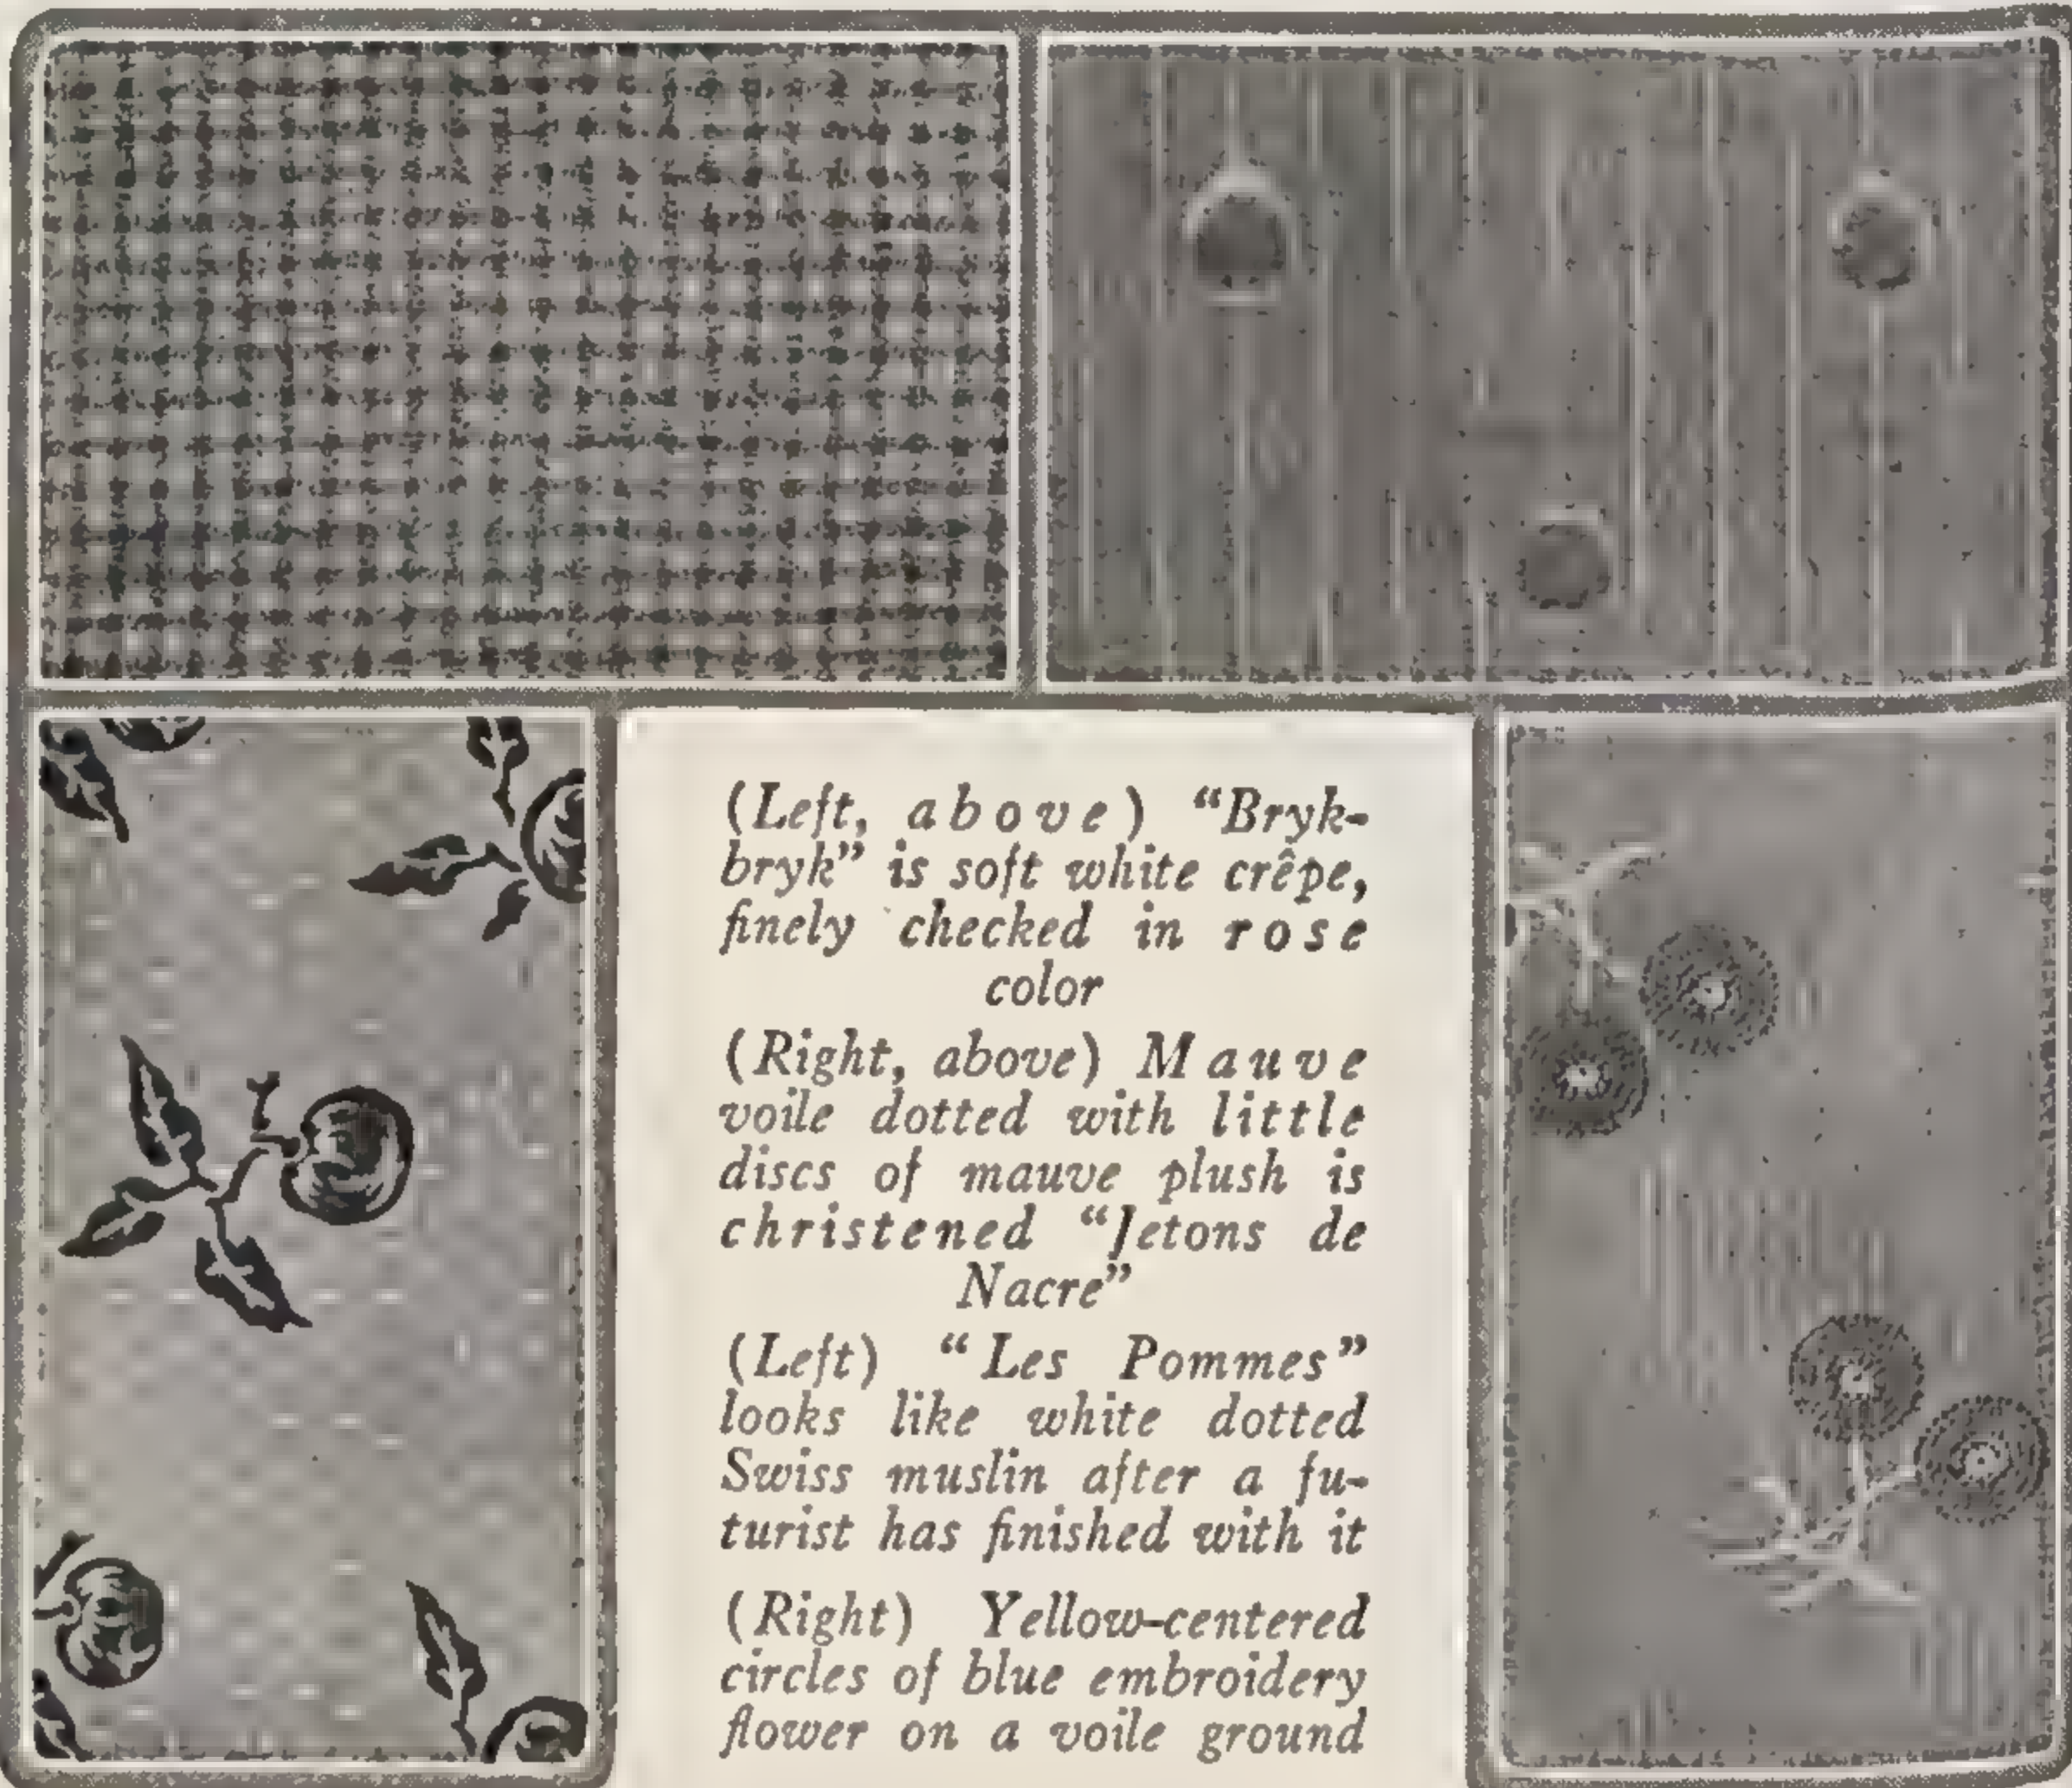 (Left, above) “Bryk-
bryk” is soft white crêpe,
finely checked in rose
color
(Right, above) Mauve
voile dotted with little
discs of mauve plush is
christened “Jetons de
Nacre”
(Left) “Les Pommes”
looks like white dotted
Swiss muslin after a fu-
turist has finished with it
(Right) Yellow-centered
circles of blue embroidery
flower on a voile ground